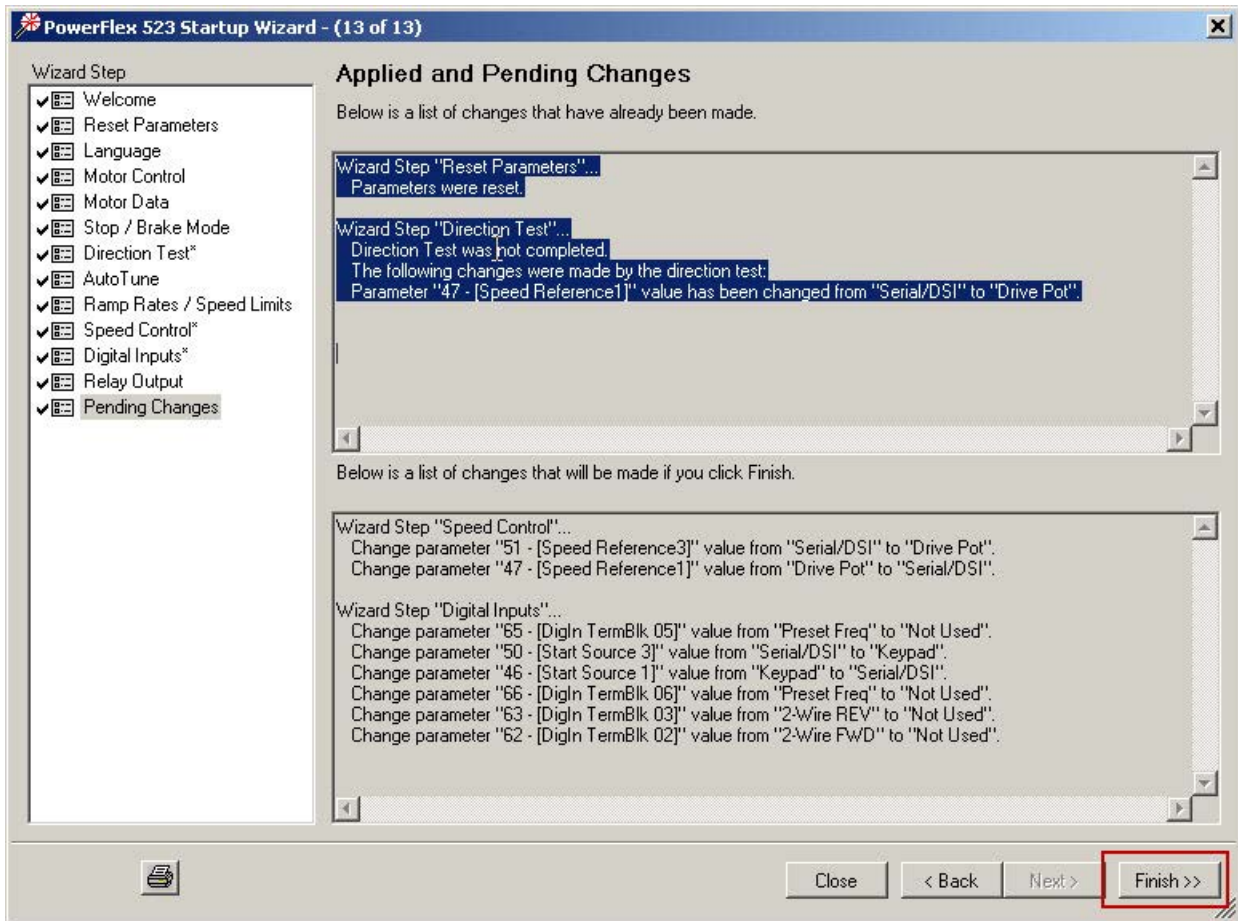 PowerFlex 523 Startup Wizard - (13 of 13)
Wizard Step
Welcome
Reset Parameters
Language
Motor Control
Motor Data
Stop / Brake Mode
Direction Test*
AutoTune
Ramp Rates / Speed Limits
Speed Control*
Digital Inputs*
Relay Output
Pending Changes
Applied and Pending Changes
Below is a list of changes that have already been made.
Wizard Step "Reset Parameters"...
Parameters were reset.
Wizard Step "Direction Test"...
Direction Test was not completed.
The following changes were made by the direction test:
Parameter "47 - [Speed Reference1]" value has been changed from "Serial/DSI" to "Drive Pot".
Below is a list of changes that will be made if you click Finish.
Wizard Step "Speed Control"...
Change parameter "51 - [Speed Reference3]" value from "Serial/DSI" to "Drive Pot".
Change parameter "47 - [Speed Reference1]" value from "Drive Pot" to "Serial/DSI".
Wizard Step "Digital Inputs"...
Change parameter "65 - [DigIn TermBlk 05]" value from "Preset Freq" to "Not Used".
Change parameter "50 - [Start Source 3]" value from "Serial/DSI" to "Keypad".
Change parameter "46 - [Start Source 1]" value from "Keypad" to "Serial/DSI".
Change parameter "66 - [DigIn TermBlk 06]" value from "Preset Freq" to "Not Used".
Change parameter "63 - [DigIn TermBlk 03]" value from "2-Wire REV" to "Not Used".
Change parameter "62 - [DigIn TermBlk 02]" value from "2-Wire FWD" to "Not Used".
Close
< Back
Next >
Finish >>